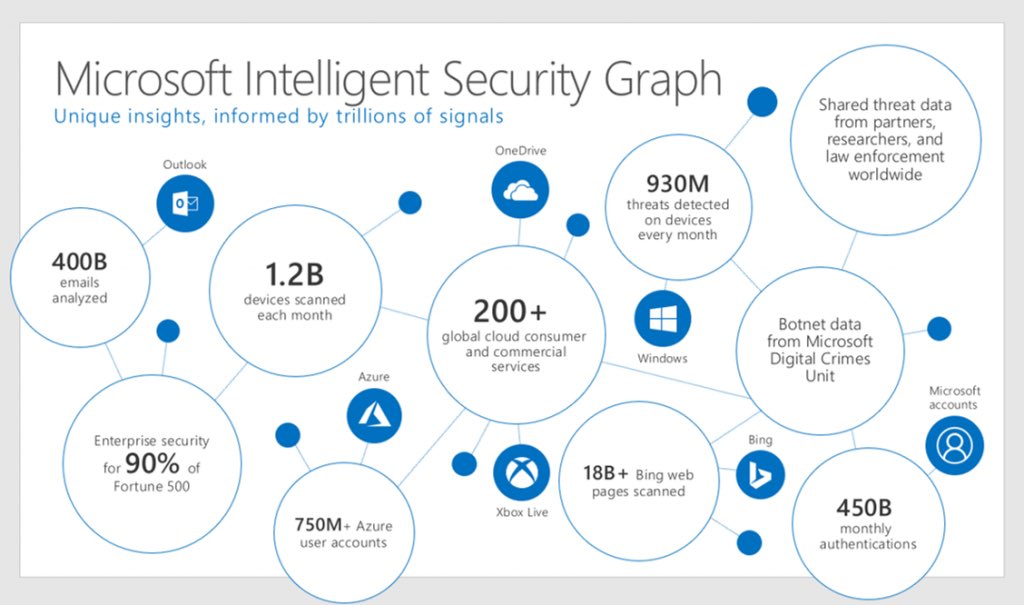 Microsoft Intelligent Security Graph
Unique insights, informed by trillions of signals
Outlook
400B
emails
analyzed
1.2B
devices scanned
each month
OneDrive
200+
global cloud consumer
and commercial
services
930M
threats detected
on devices
every month
Windows
Shared threat data
from partners,
researchers, and
law enforcement
worldwide
Botnet data
from Microsoft
Digital Crimes
Unit
Enterprise security
for 90% of
Fortune 500
Azure
750M+ Azure
user accounts
Xbox Live
18B+ Bing web
pages scanned
Bing
Microsoft
accounts
450B
monthly
authentications